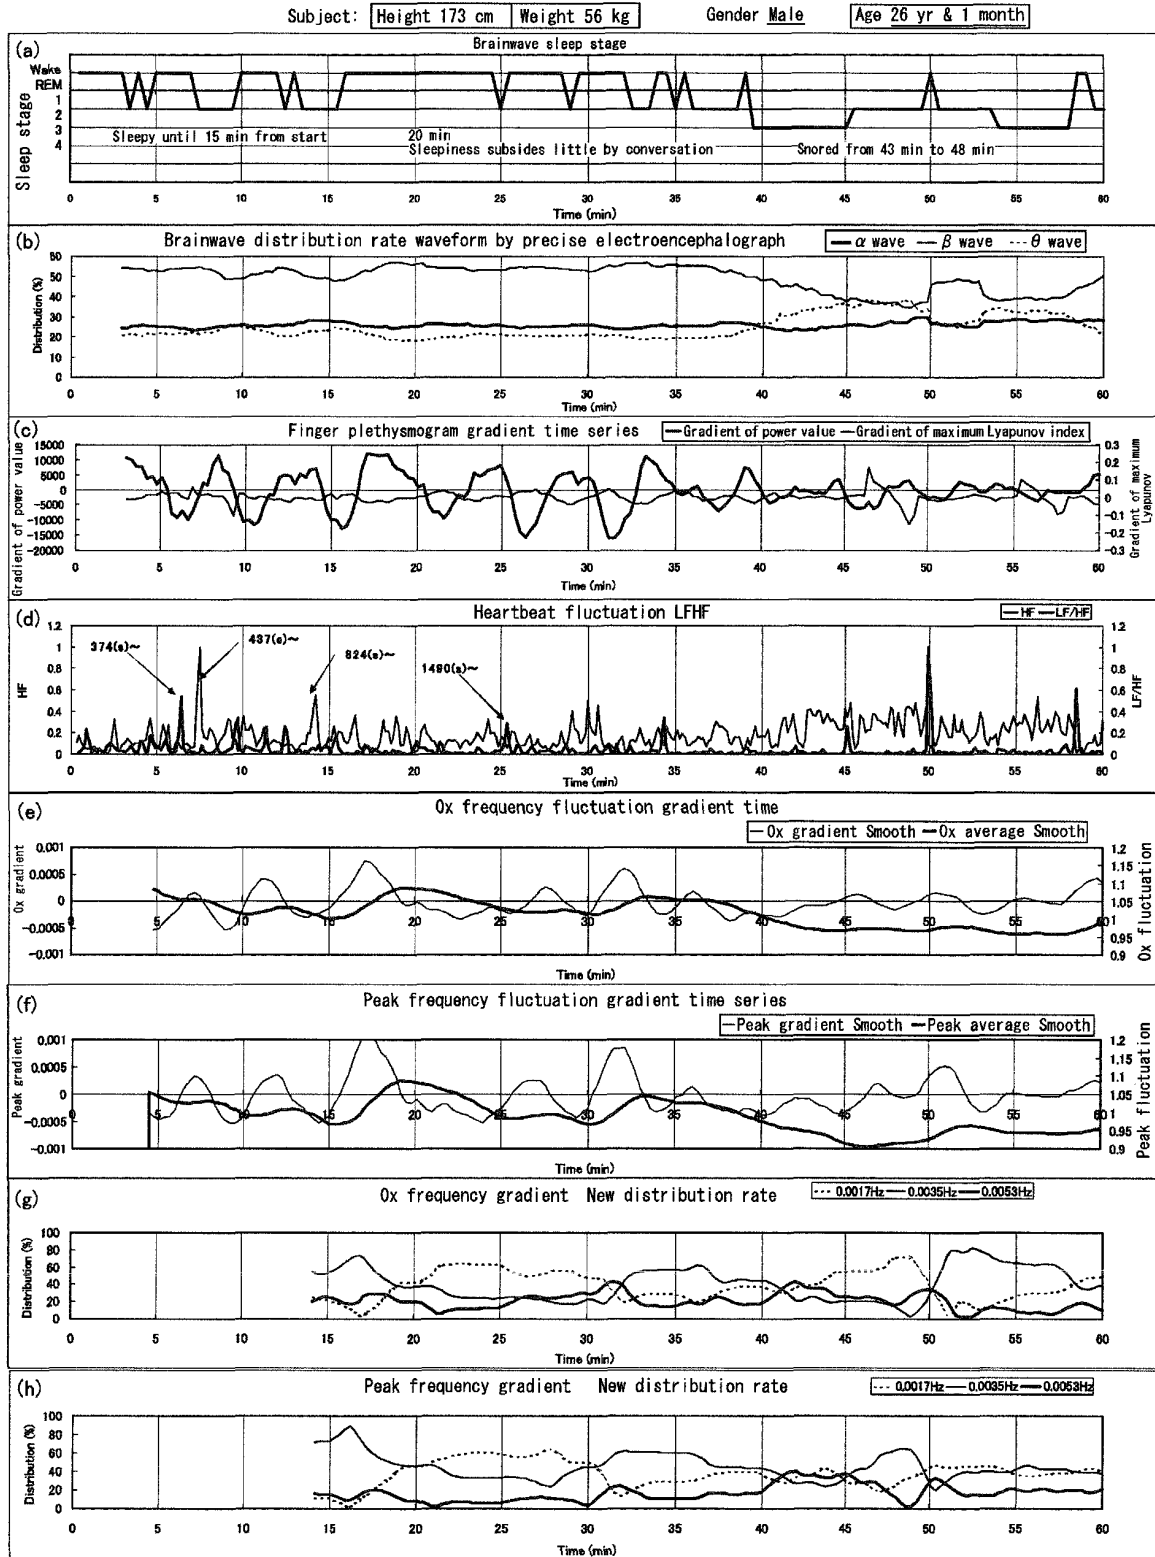 Subject: Height 173 cm Weight 56 kg Gender Male Age 26 yr & 1 month
(a) Brainwave sleep stage
Sleep stage
Wake
REM
1
2
3
4
Sleepy until 15 min from start
20 min
Sleepiness subsides little by conversation
Snored from 43 min to 48 min
0 5 10 15 20 25 30 35 40 45 50 55 60
Time (min)
(b) Brainwave distribution rate waveform by precise electroencephalograph
α wave β wave θ wave
Distribution (%)
60
50
40
30
20
10
0
0 5 10 15 20 25 30 35 40 45 50 55 60
Time (min)
(c) Finger plethysmogram gradient time series
Gradient of power value Gradient of maximum Lyapunov index
Gradient of power value
15000
10000
5000
0
-5000
-10000
-15000
-20000
0.3
0.2
0.1
0
-0.1
-0.2
-0.3
Gradient of maximum
Lyapunov
0 5 10 15 20 25 30 35 40 45 50 55 60
Time (min)
(d) Heartbeat fluctuation LFHF
HF LF/HF
HF
1.2
1
0.8
0.6
0.4
0.2
0
374(s)~
437(s)~
824(s)~
1490(s)~
1.2
1
0.8
0.6
0.4
0.2
0
LF/HF
0 5 10 15 20 25 30 35 40 45 50 55 60
Time (min)
(e) Ox frequency fluctuation gradient time
Ox gradient Smooth Ox average Smooth
Ox gradient
0.001
0.0005
0
-0.0005
-0.001
1.2
1.15
1.1
1.05
1
0.95
0.9
Ox fluctuation
5 10 15 20 25 30 35 40 45 50 55 60
Time (min)
(f) Peak frequency fluctuation gradient time series
Peak gradient Smooth Peak average Smooth
Peak gradient
0.001
0.0005
0
-0.0005
-0.001
1.2
1.15
1.1
1.05
1
0.95
0.9
Peak fluctuation
5 10 15 20 25 30 35 40 45 50 55 60
Time (min)
(g) Ox frequency gradient New distribution rate
0.0017Hz 0.0035Hz 0.0053Hz
Distribution (%)
100
80
60
40
20
0
0 5 10 15 20 25 30 35 40 45 50 55 60
Time (min)
(h) Peak frequency gradient New distribution rate
0.0017Hz 0.0035Hz 0.0053Hz
Distribution (%)
100
80
60
40
20
0
0 5 10 15 20 25 30 35 40 45 50 55 60
Time (min)